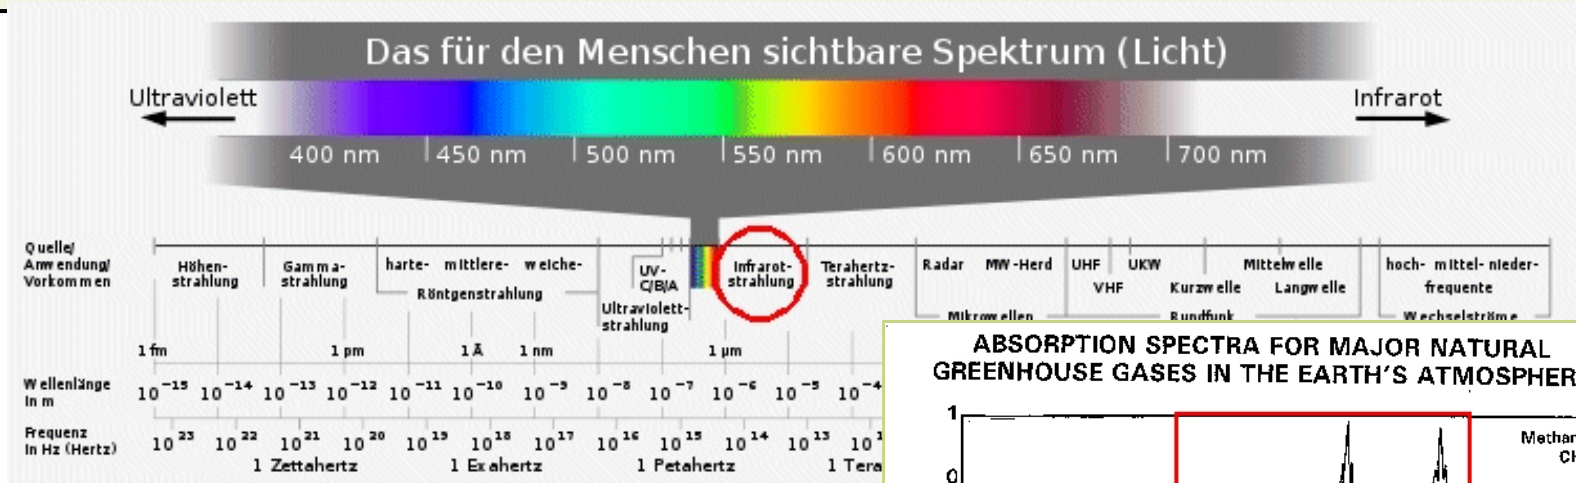 Das für den Menschen sichtbare Spektrum (Licht)
Ultraviolett
Infrarot
400 nm 450 nm 500 nm 550 nm 600 nm 650 nm 700 nm
Quelle/
Anwendung/
Vorkommen
Höhen-
strahlung
Gamma-
strahlung
harte- mittlere- weiche-
Röntgenstrahlung
UV-
C/B/A
Ultraviolett-
strahlung
Infrarot-
strahlung
Terahertz-
strahlung
Radar MW-Herd
Mikrowellen
UHF UKW Mittelwelle
VHF Kurzwelle Langwelle
Rundfunk
hoch- mittel- nieder-
frequente
Wechselströme
1 fm 1 pm 1 Å 1 nm 1 µm
Wellenlänge
in m
10⁻¹⁵ 10⁻¹⁴ 10⁻¹³ 10⁻¹² 10⁻¹¹ 10⁻¹⁰ 10⁻⁹ 10⁻⁸ 10⁻⁷ 10⁻⁶ 10⁻⁵ 10⁻⁴
Frequenz
in Hz (Hertz)
10²³ 10²² 10²¹ 10²⁰ 10¹⁹ 10¹⁸ 10¹⁷ 10¹⁶ 10¹⁵ 10¹⁴ 10¹³
1 Zettahertz 1 Exahertz 1 Petahertz 1 Tera
ABSORPTION SPECTRA FOR MAJOR NATURAL
GREENHOUSE GASES IN THE EARTH'S ATMOSPHER
1
Methan
0